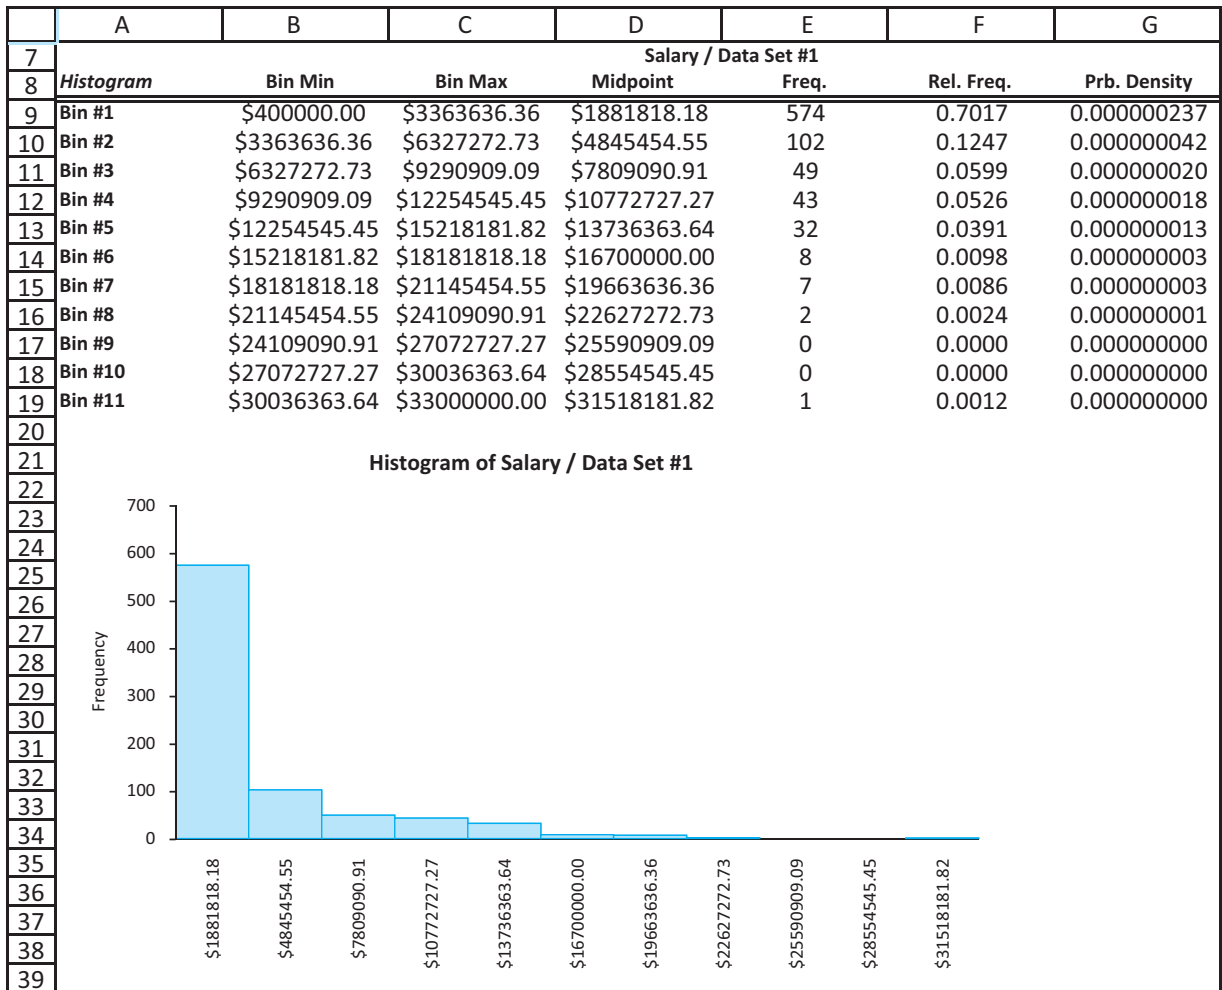 A B C D E F G
7 Salary / Data Set #1
8 Histogram Bin Min Bin Max Midpoint Freq. Rel. Freq. Prb. Density
9 Bin #1 $400000.00 $3363636.36 $1881818.18 574 0.7017 0.000000237
10 Bin #2 $3363636.36 $6327272.73 $4845454.55 102 0.1247 0.000000042
11 Bin #3 $6327272.73 $9290909.09 $7809090.91 49 0.0599 0.000000020
12 Bin #4 $9290909.09 $12254545.45 $10772727.27 43 0.0526 0.000000018
13 Bin #5 $12254545.45 $15218181.82 $13736363.64 32 0.0391 0.000000013
14 Bin #6 $15218181.82 $18181818.18 $16700000.00 8 0.0098 0.000000003
15 Bin #7 $18181818.18 $21145454.55 $19663636.36 7 0.0086 0.000000003
16 Bin #8 $21145454.55 $24109090.91 $22627272.73 2 0.0024 0.000000001
17 Bin #9 $24109090.91 $27072727.27 $25590909.09 0 0.0000 0.000000000
18 Bin #10 $27072727.27 $30036363.64 $28554545.45 0 0.0000 0.000000000
19 Bin #11 $30036363.64 $33000000.00 $31518181.82 1 0.0012 0.000000000
20
21 Histogram of Salary / Data Set #1
22
23
24
25
26
27
28
29
30
31
32
33
34
35
36
37
38
39
700
600
500
400
300
200
100
0
Frequency
$1881818.18
$4845454.55
$7809090.91
$10772727.27
$13736363.64
$16700000.00
$19663636.36
$22627272.73
$25590909.09
$28554545.45
$31518181.82